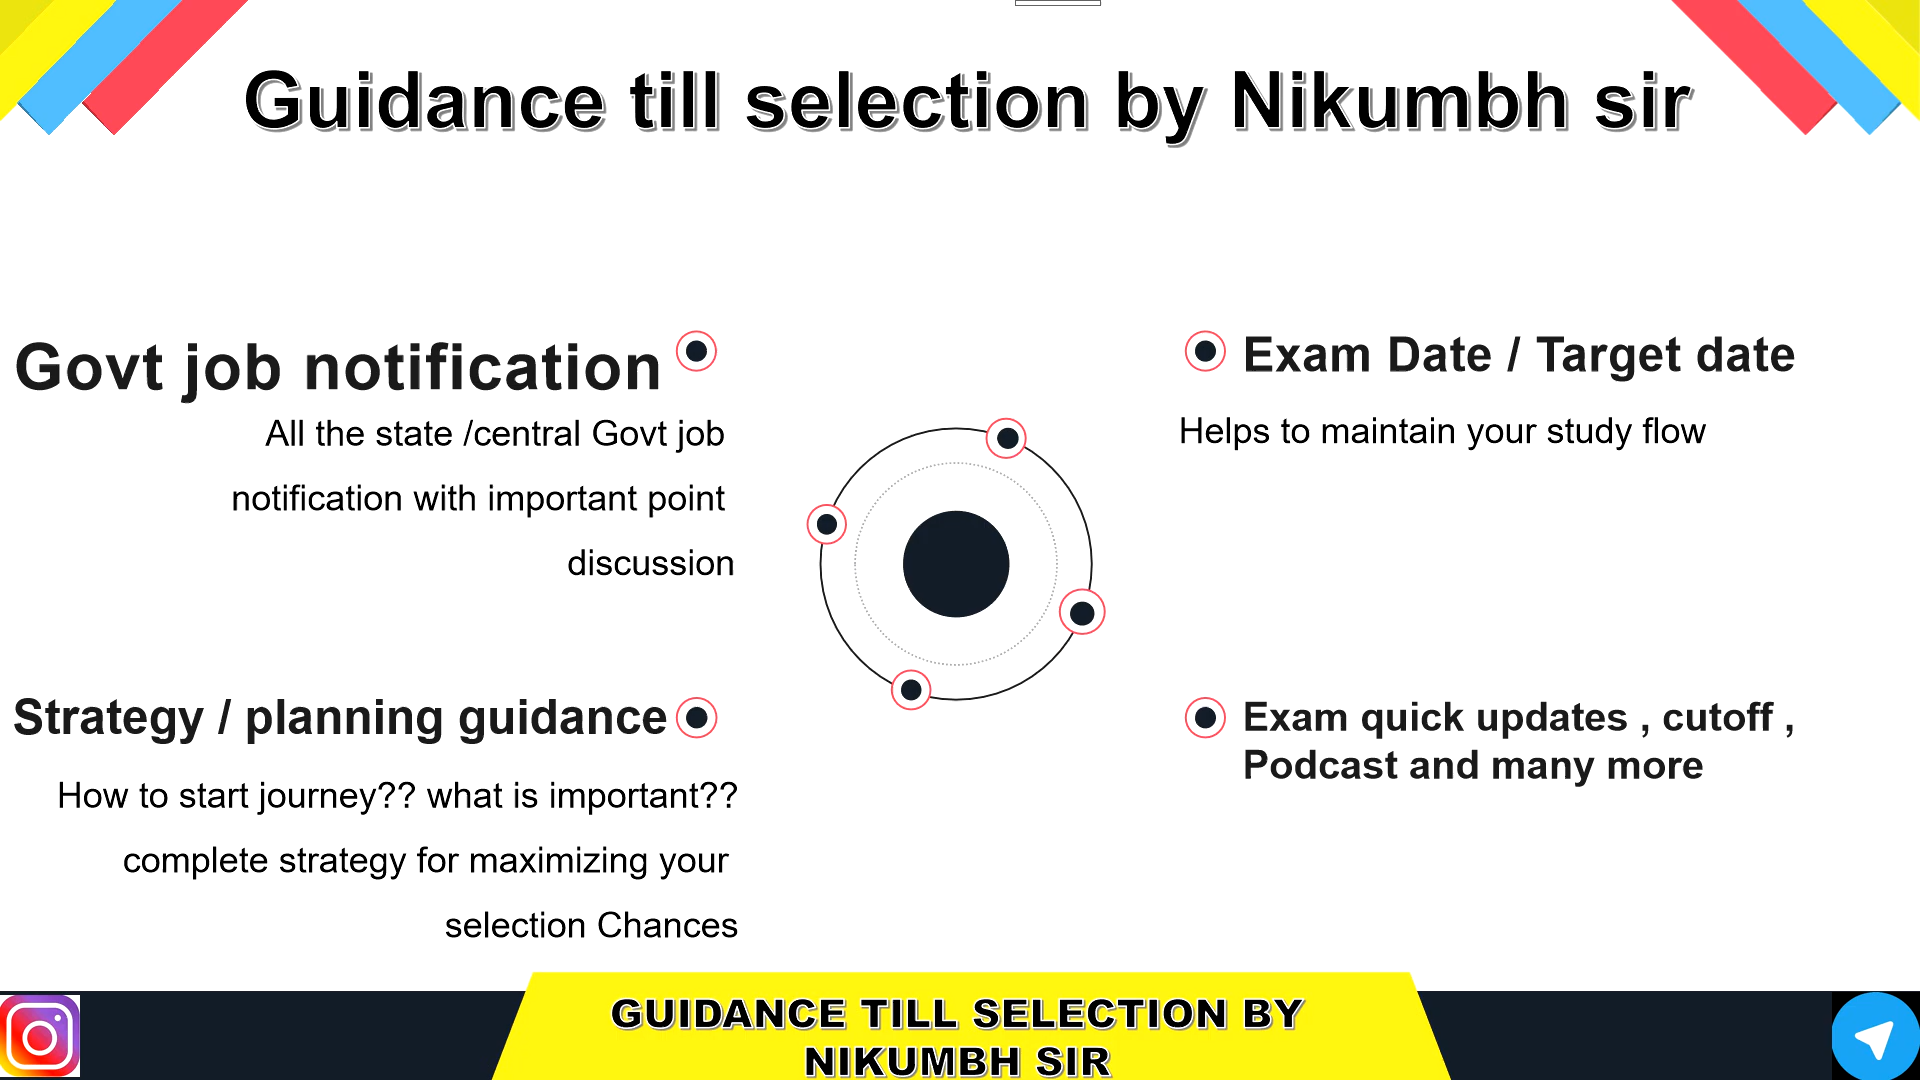 Guidance till selection by Nikumbh sir
Govt job notification
All the state /central Govt job
notification with important point
discussion
Exam Date / Target date
Helps to maintain your study flow
Strategy / planning guidance
How to start journey?? what is important??
complete strategy for maximizing your
selection Chances
Exam quick updates , cutoff ,
Podcast and many more
GUIDANCE TILL SELECTION BY
NIKUMBH SIR